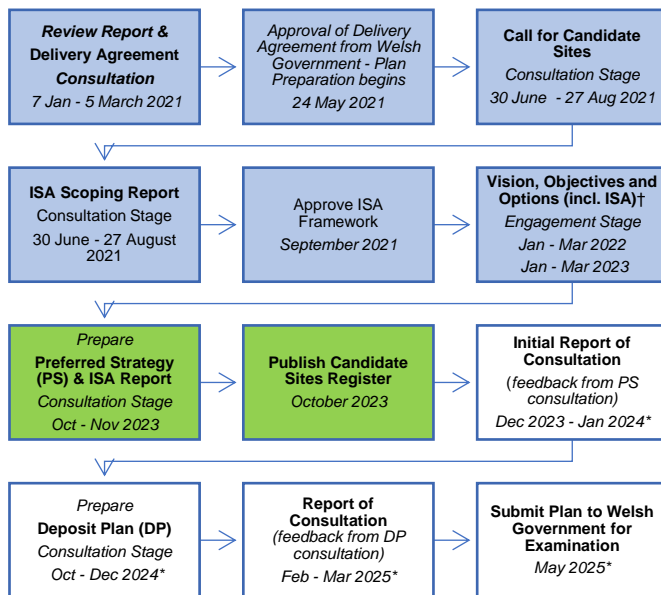 Review Report &
Delivery Agreement
Consultation
7 Jan - 5 March 2021
Approval of Delivery
Agreement from Welsh
Government - Plan
Preparation begins
24 May 2021
Call for Candidate
Sites
Consultation Stage
30 June - 27 Aug 2021
ISA Scoping Report
Consultation Stage
30 June - 27 August
2021
Approve ISA
Framework
September 2021
Vision, Objectives and
Options (incl. ISA)†
Engagement Stage
Jan - Mar 2022
Jan - Mar 2023
Prepare
Preferred Strategy
(PS) & ISA Report
Consultation Stage
Oct - Nov 2023
Publish Candidate
Sites Register
October 2023
Initial Report of
Consultation
(feedback from PS
consultation)
Dec 2023 - Jan 2024*
Prepare
Deposit Plan (DP)
Consultation Stage
Oct - Dec 2024*
Report of
Consultation
(feedback from DP
consultation)
Feb - Mar 2025*
Submit Plan to Welsh
Government for
Examination
May 2025*